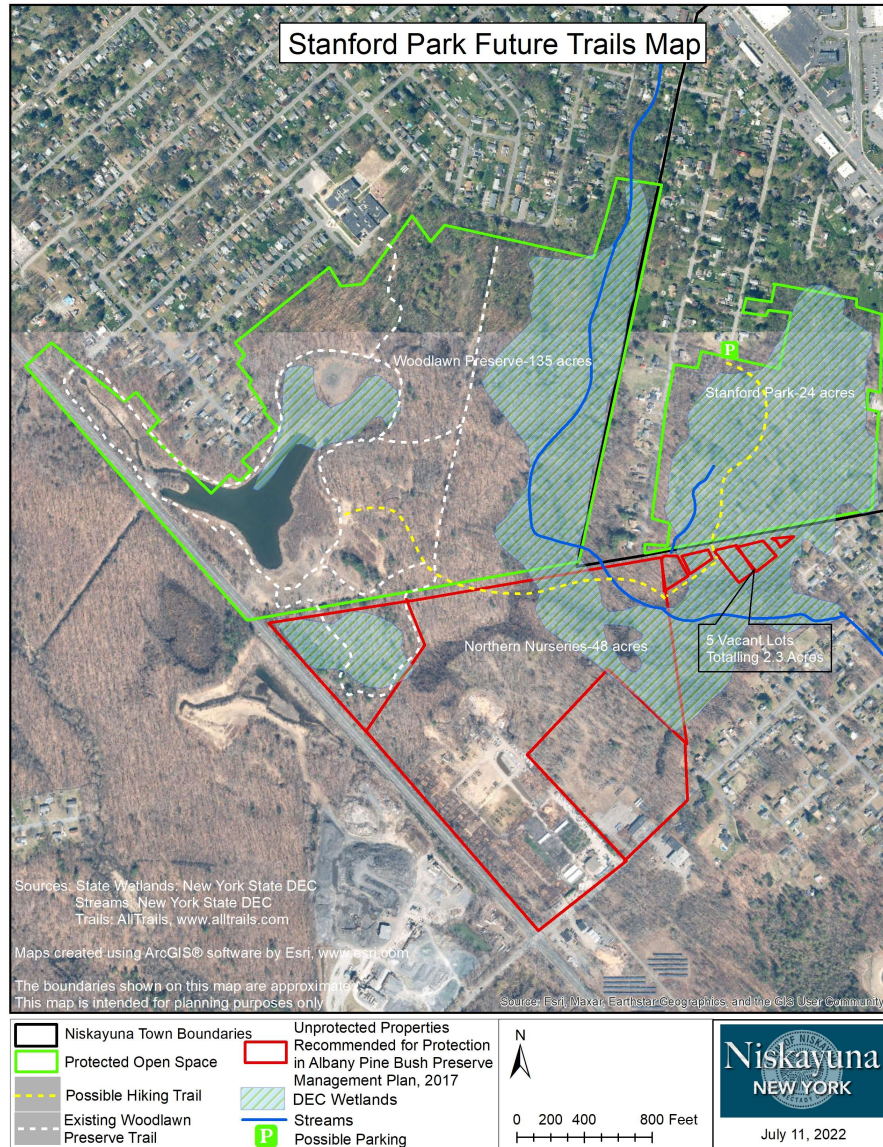 Stanford Park Future Trails Map
Woodlawn Preserve-135 acres
P
Stanford Park-24 acres
5 Vacant Lots
Totalling 2.3 Acres
Northern Nurseries-48 acres
Sources: State Wetlands: New York State DEC
Streams: New York State DEC
Trails: AllTrails, www.alltrails.com
Maps created using ArcGIS® software by Esri, www.esri.com
The boundaries shown on this map are approximate
This map is intended for planning purposes only
Source: Esri, Maxar, Earthstar Geographics, and the GIS User Community
Niskayuna Town Boundaries
Protected Open Space
Possible Hiking Trail
Existing Woodlawn
Preserve Trail
Unprotected Properties
Recommended for Protection
in Albany Pine Bush Preserve
Management Plan, 2017
DEC Wetlands
Streams
P Possible Parking
N
0 200 400 800 Feet
Niskayuna
NEW YORK
July 11, 2022